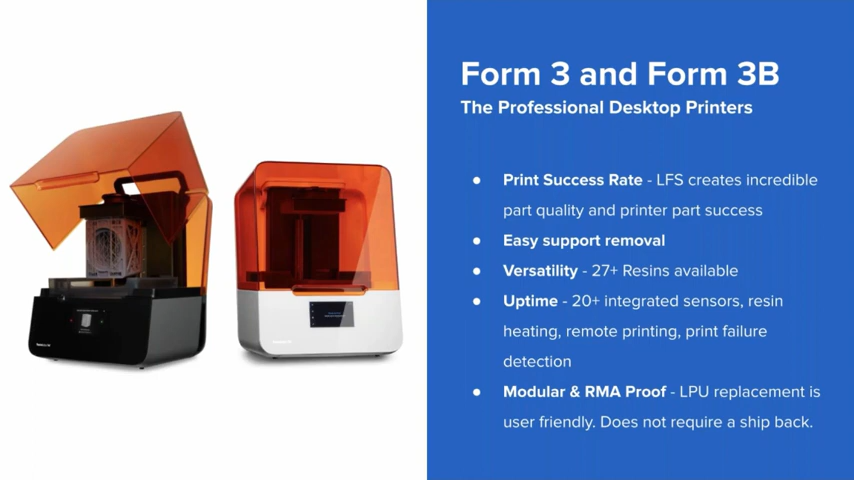 Form 3 and Form 3B
The Professional Desktop Printers
● Print Success Rate - LFS creates incredible
part quality and printer part success
● Easy support removal
● Versatility - 27+ Resins available
● Uptime - 20+ integrated sensors, resin
heating, remote printing, print failure
detection
● Modular & RMA Proof - LPU replacement is
user friendly. Does not require a ship back.